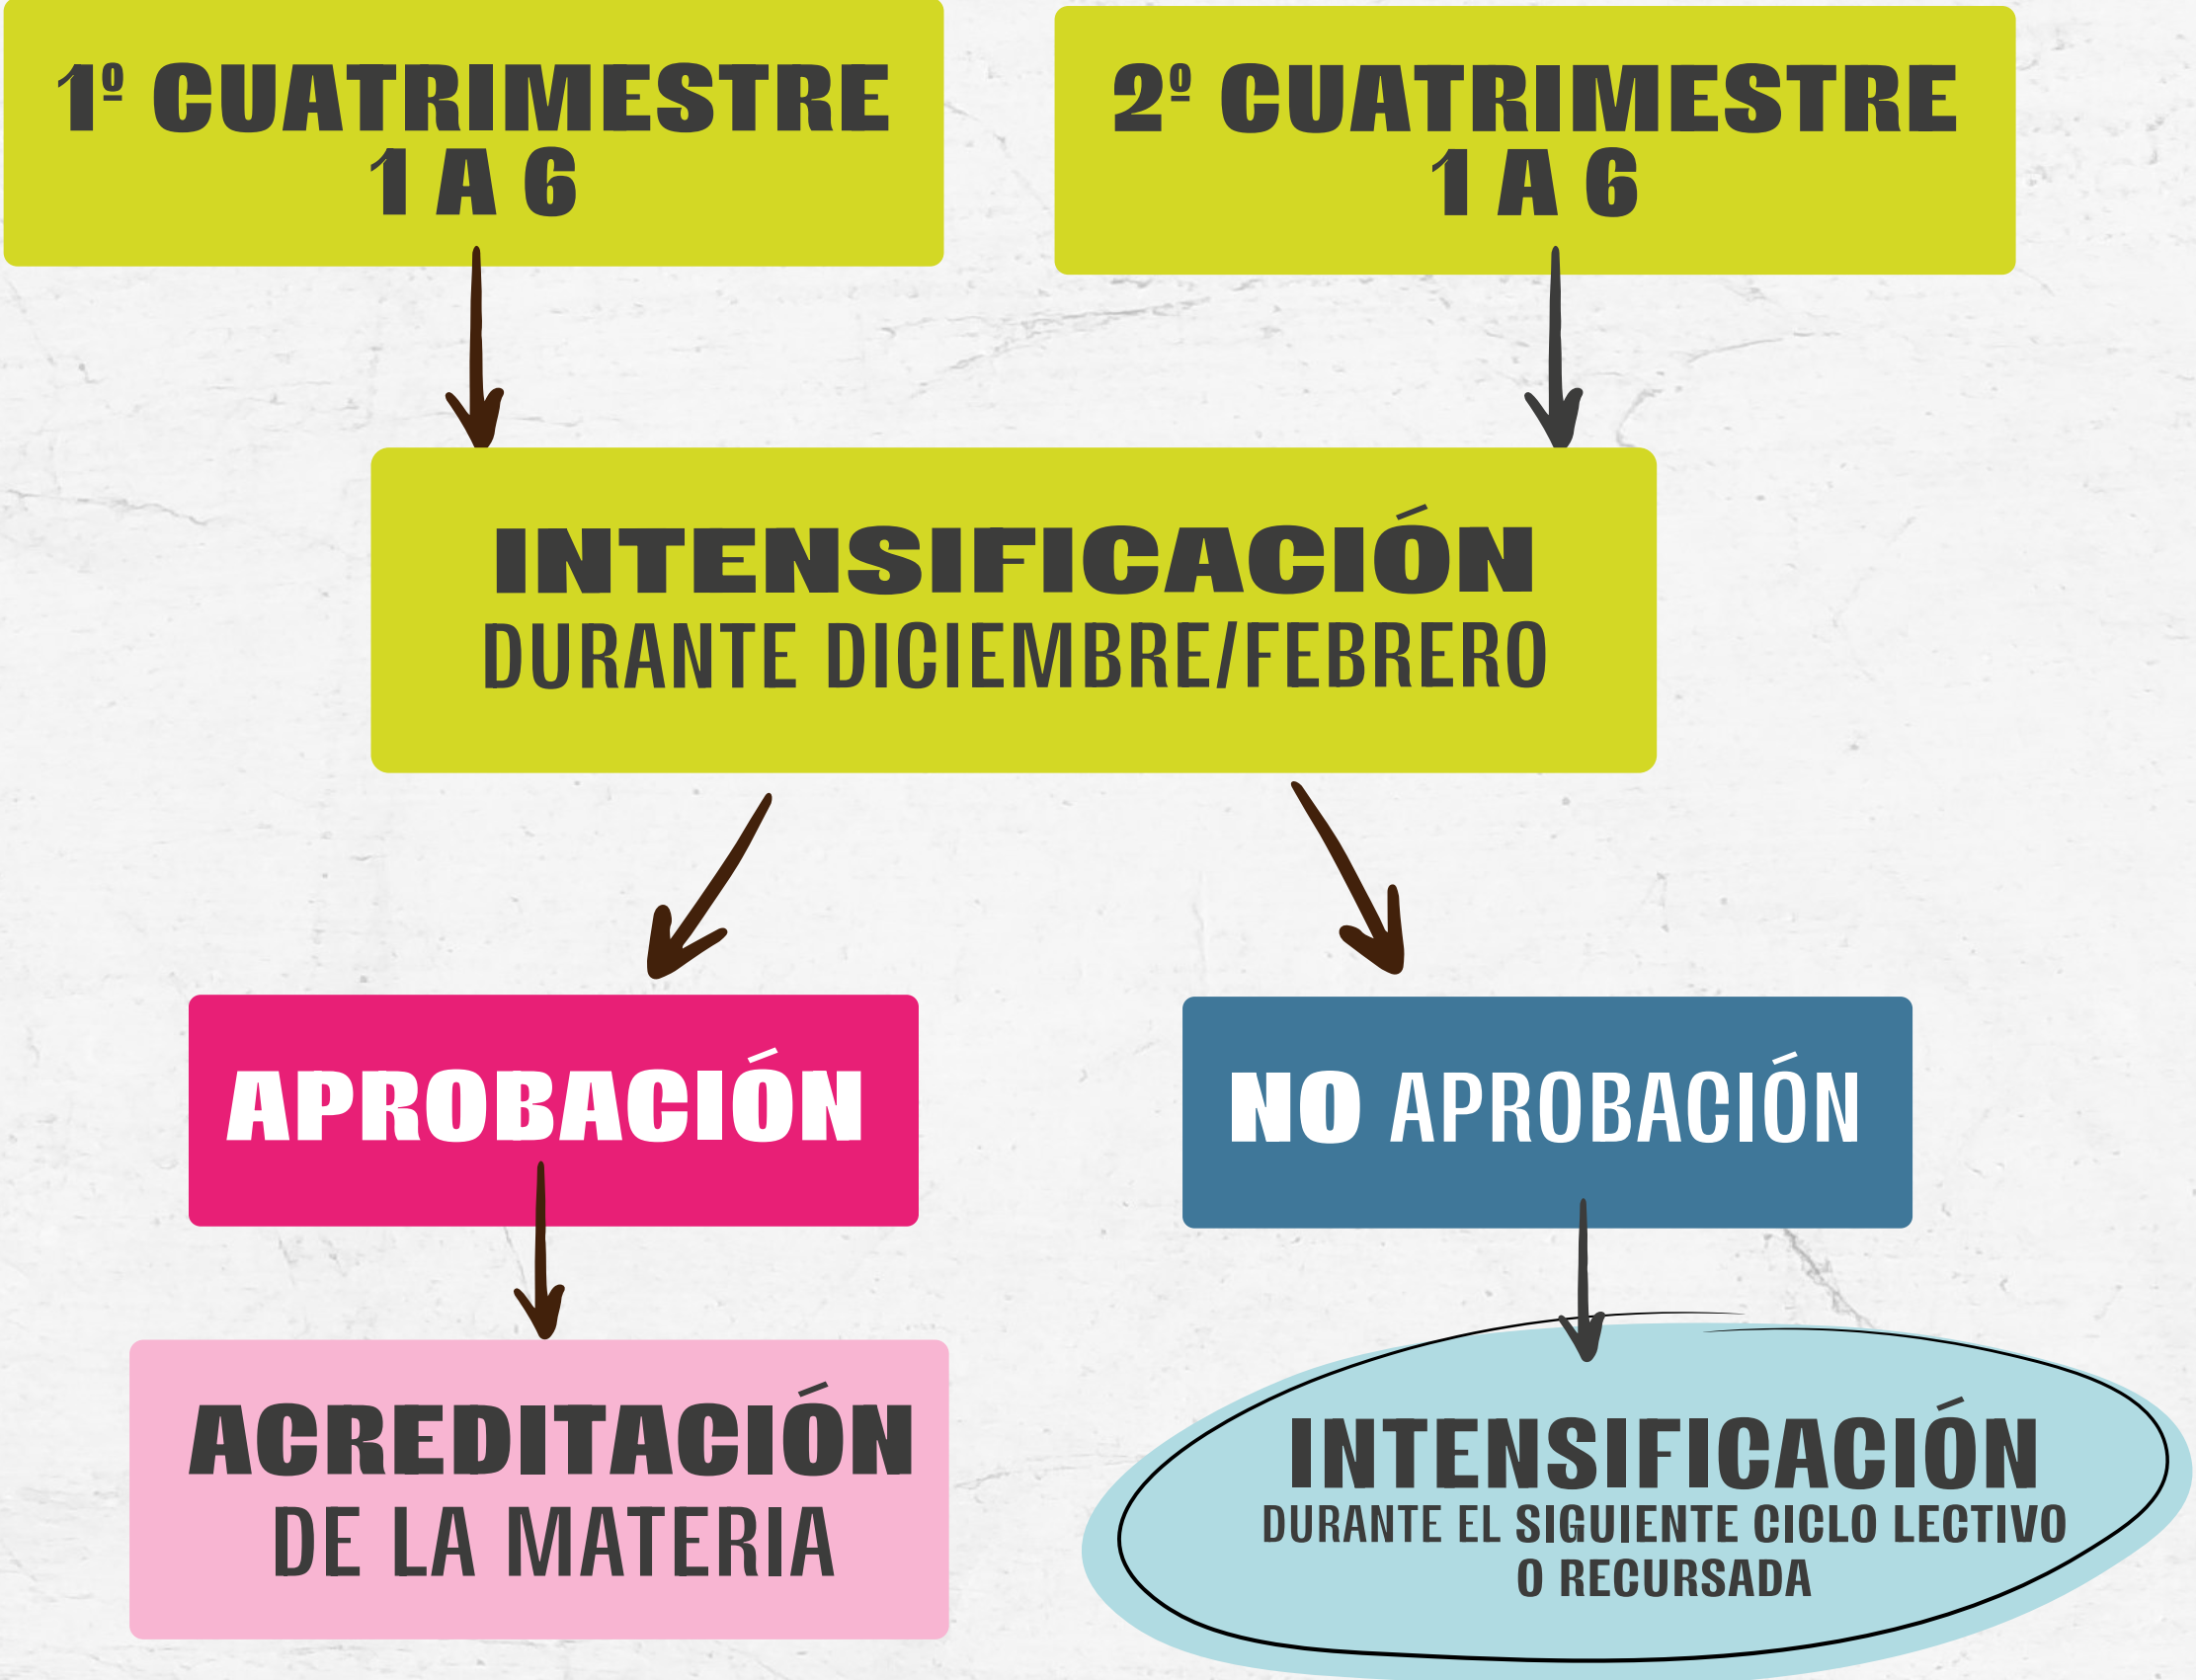 1º CUATRIMESTRE
1 A 6
2º CUATRIMESTRE
1 A 6
INTENSIFICACIÓN
DURANTE DICIEMBRE/FEBRERO
APROBACIÓN
NO APROBACIÓN
ACREDITACIÓN
DE LA MATERIA
INTENSIFICACIÓN
DURANTE EL SIGUIENTE CICLO LECTIVO
O RECURSADA